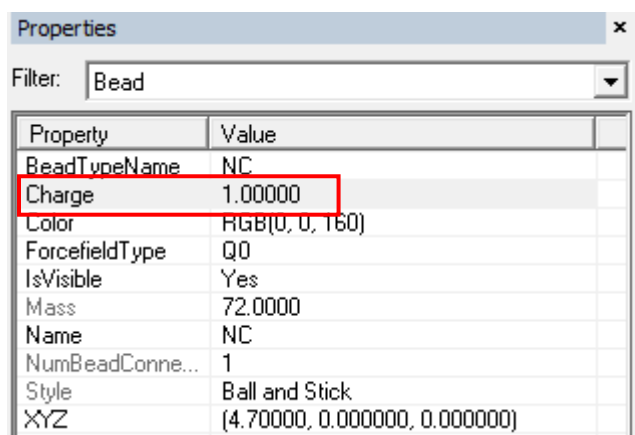 Properties x
Filter: Bead
Property Value
BeadTypeName NC
Charge 1.00000
Color RGB(0, 0, 160)
ForcefieldType Q0
IsVisible Yes
Mass 72.0000
Name NC
NumBeadConne... 1
Style Ball and Stick
XYZ (4.70000, 0.000000, 0.000000)